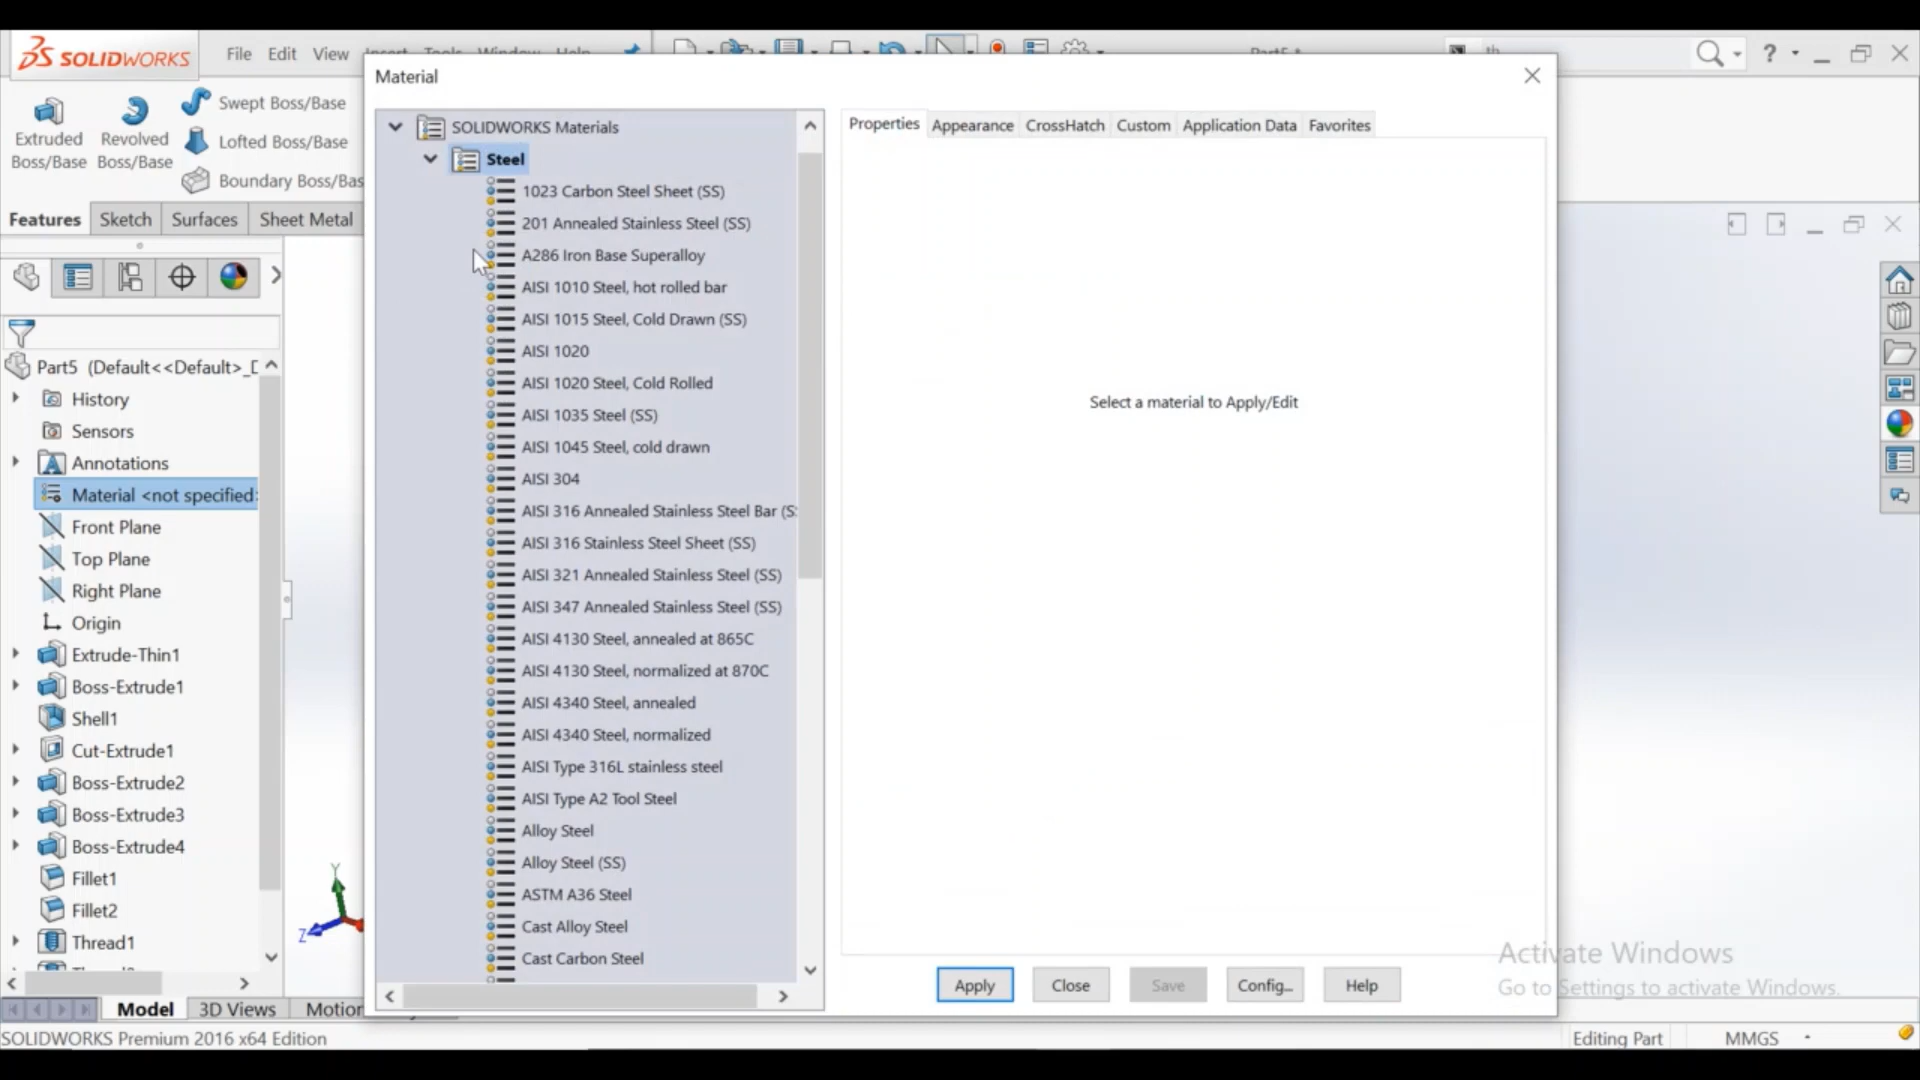 SOLIDWORKS
File Edit View Insert Tools Window Help
Part5 *
?
Extruded Boss/Base
Revolved Boss/Base
Swept Boss/Base
Lofted Boss/Base
Boundary Boss/Bas
Features Sketch Surfaces Sheet Metal
Part5 (Default<<Default>_D
History
Sensors
Annotations
Material <not specified>
Front Plane
Top Plane
Right Plane
Origin
Extrude-Thin1
Boss-Extrude1
Shell1
Cut-Extrude1
Boss-Extrude2
Boss-Extrude3
Boss-Extrude4
Fillet1
Fillet2
Thread1
Z
Y
Material
SOLIDWORKS Materials
Steel
1023 Carbon Steel Sheet (SS)
201 Annealed Stainless Steel (SS)
A286 Iron Base Superalloy
AISI 1010 Steel, hot rolled bar
AISI 1015 Steel, Cold Drawn (SS)
AISI 1020
AISI 1020 Steel, Cold Rolled
AISI 1035 Steel (SS)
AISI 1045 Steel, cold drawn
AISI 304
AISI 316 Annealed Stainless Steel Bar (S
AISI 316 Stainless Steel Sheet (SS)
AISI 321 Annealed Stainless Steel (SS)
AISI 347 Annealed Stainless Steel (SS)
AISI 4130 Steel, annealed at 865C
AISI 4130 Steel, normalized at 870C
AISI 4340 Steel, annealed
AISI 4340 Steel, normalized
AISI Type 316L stainless steel
AISI Type A2 Tool Steel
Alloy Steel
Alloy Steel (SS)
ASTM A36 Steel
Cast Alloy Steel
Cast Carbon Steel
Properties Appearance CrossHatch Custom Application Data Favorites
Select a material to Apply/Edit
Apply Close Save Config... Help
Activate Windows
Go to Settings to activate Windows.
Model 3D Views Motion
SOLIDWORKS Premium 2016 x64 Edition
Editing Part MMGS